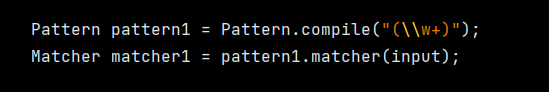 Pattern pattern1 = Pattern.compile("(\\w+)");
Matcher matcher1 = pattern1.matcher(input);